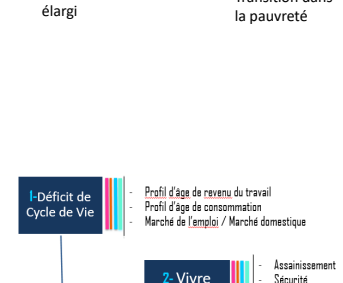 élargi
Transition dans
la pauvreté
1-Déficit de
Cycle de Vie
- Profil d'âge de revenu du travail
- Profil d'âge de consommation
- Marché de l'emploi / Marché domestique
2- Vivre
- Assainissement
- Sécurité